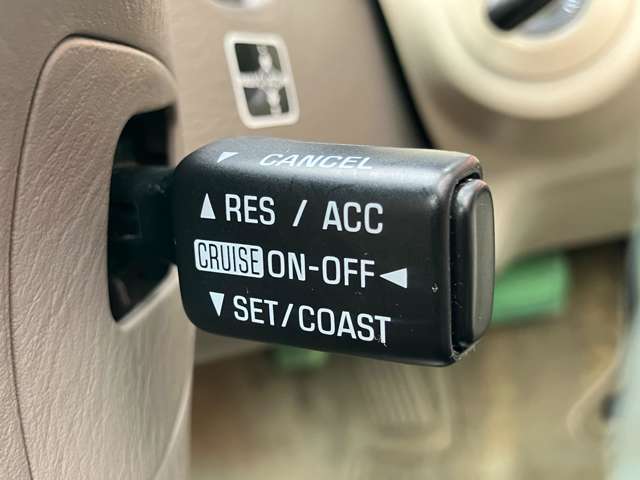 ▼ CANCEL
▲ RES / ACC
CRUISE ON-OFF ◀
▼ SET/COAST